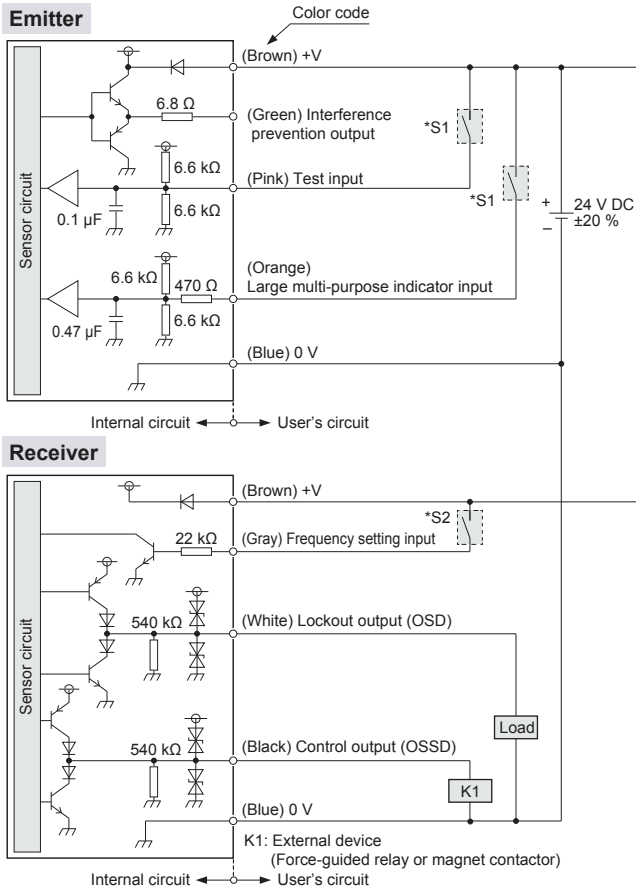 Emitter
Color code
(Brown) +V
6.8 Ω
(Green) Interference
prevention output
*S1
6.6 kΩ
(Pink) Test input
*S1
6.6 kΩ
0.1 µF
+
24 V DC
±20 %
–
Sensor circuit
(Orange)
Large multi-purpose indicator input
6.6 kΩ
470 Ω
6.6 kΩ
0.47 µF
(Blue) 0 V
Internal circuit
User's circuit
Receiver
(Brown) +V
*S2
22 kΩ
(Gray) Frequency setting input
540 kΩ
(White) Lockout output (OSD)
Sensor circuit
Load
540 kΩ
(Black) Control output (OSSD)
K1
(Blue) 0 V
K1: External device
(Force-guided relay or magnet contactor)
Internal circuit
User's circuit